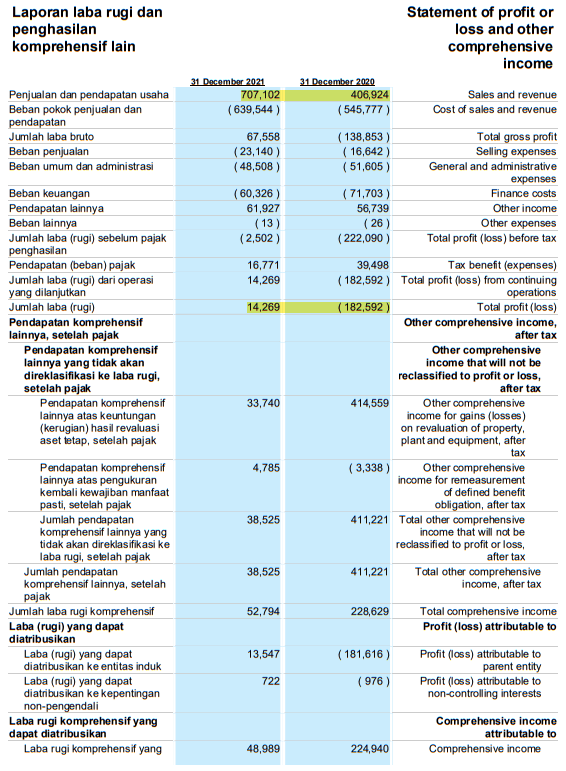 Laporan laba rugi dan
penghasilan
komprehensif lain
Statement of profit or
loss and other
comprehensive
income
31 December 2021 31 December 2020
Penjualan dan pendapatan usaha 707,102 406,924 Sales and revenue
Beban pokok penjualan dan ( 639,544 ) ( 545,777 ) Cost of sales and revenue
pendapatan
Jumlah laba bruto 67,558 ( 138,853 ) Total gross profit
Beban penjualan ( 23,140 ) ( 16,642 ) Selling expenses
Beban umum dan administrasi ( 48,508 ) ( 51,605 ) General and administrative
expenses
Beban keuangan ( 60,326 ) ( 71,703 ) Finance costs
Pendapatan lainnya 61,927 56,739 Other income
Beban lainnya ( 13 ) ( 26 ) Other expenses
Jumlah laba (rugi) sebelum pajak ( 2,502 ) ( 222,090 ) Total profit (loss) before tax
penghasilan
Pendapatan (beban) pajak 16,771 39,498 Tax benefit (expenses)
Jumlah laba (rugi) dari operasi 14,269 ( 182,592 ) Total profit (loss) from continuing
yang dilanjutkan operations
Jumlah laba (rugi) 14,269 ( 182,592 ) Total profit (loss)
Pendapatan komprehensif Other comprehensive income,
lainnya, setelah pajak after tax
Pendapatan komprehensif Other comprehensive
lainnya yang tidak akan income that will not be
direklasifikasi ke laba rugi, reclassified to profit or loss,
setelah pajak after tax
Pendapatan komprehensif 33,740 414,559 Other comprehensive
lainnya atas keuntungan income for gains (losses)
(kerugian) hasil revaluasi on revaluation of property,
aset tetap, setelah pajak plant and equipment, after
tax
Pendapatan komprehensif 4,785 ( 3,338 ) Other comprehensive
lainnya atas pengukuran income for remeasurement
kembali kewajiban manfaat of defined benefit
pasti, setelah pajak obligation, after tax
Jumlah pendapatan 38,525 411,221 Total other comprehensive
komprehensif lainnya yang income that will not be
tidak akan direklasifikasi ke reclassified to profit or loss,
laba rugi, setelah pajak after tax
Jumlah pendapatan 38,525 411,221 Total other comprehensive
komprehensif lainnya, setelah income, after tax
pajak
Jumlah laba rugi komprehensif 52,794 228,629 Total comprehensive income
Laba (rugi) yang dapat Profit (loss) attributable to
diatribusikan
Laba (rugi) yang dapat 13,547 ( 181,616 ) Profit (loss) attributable to
diatribusikan ke entitas induk parent entity
Laba (rugi) yang dapat 722 ( 976 ) Profit (loss) attributable to
diatribusikan ke kepentingan non-controlling interests
non-pengendali
Laba rugi komprehensif yang Comprehensive income
dapat diatribusikan attributable to
Laba rugi komprehensif yang 48,989 224,940 Comprehensive income